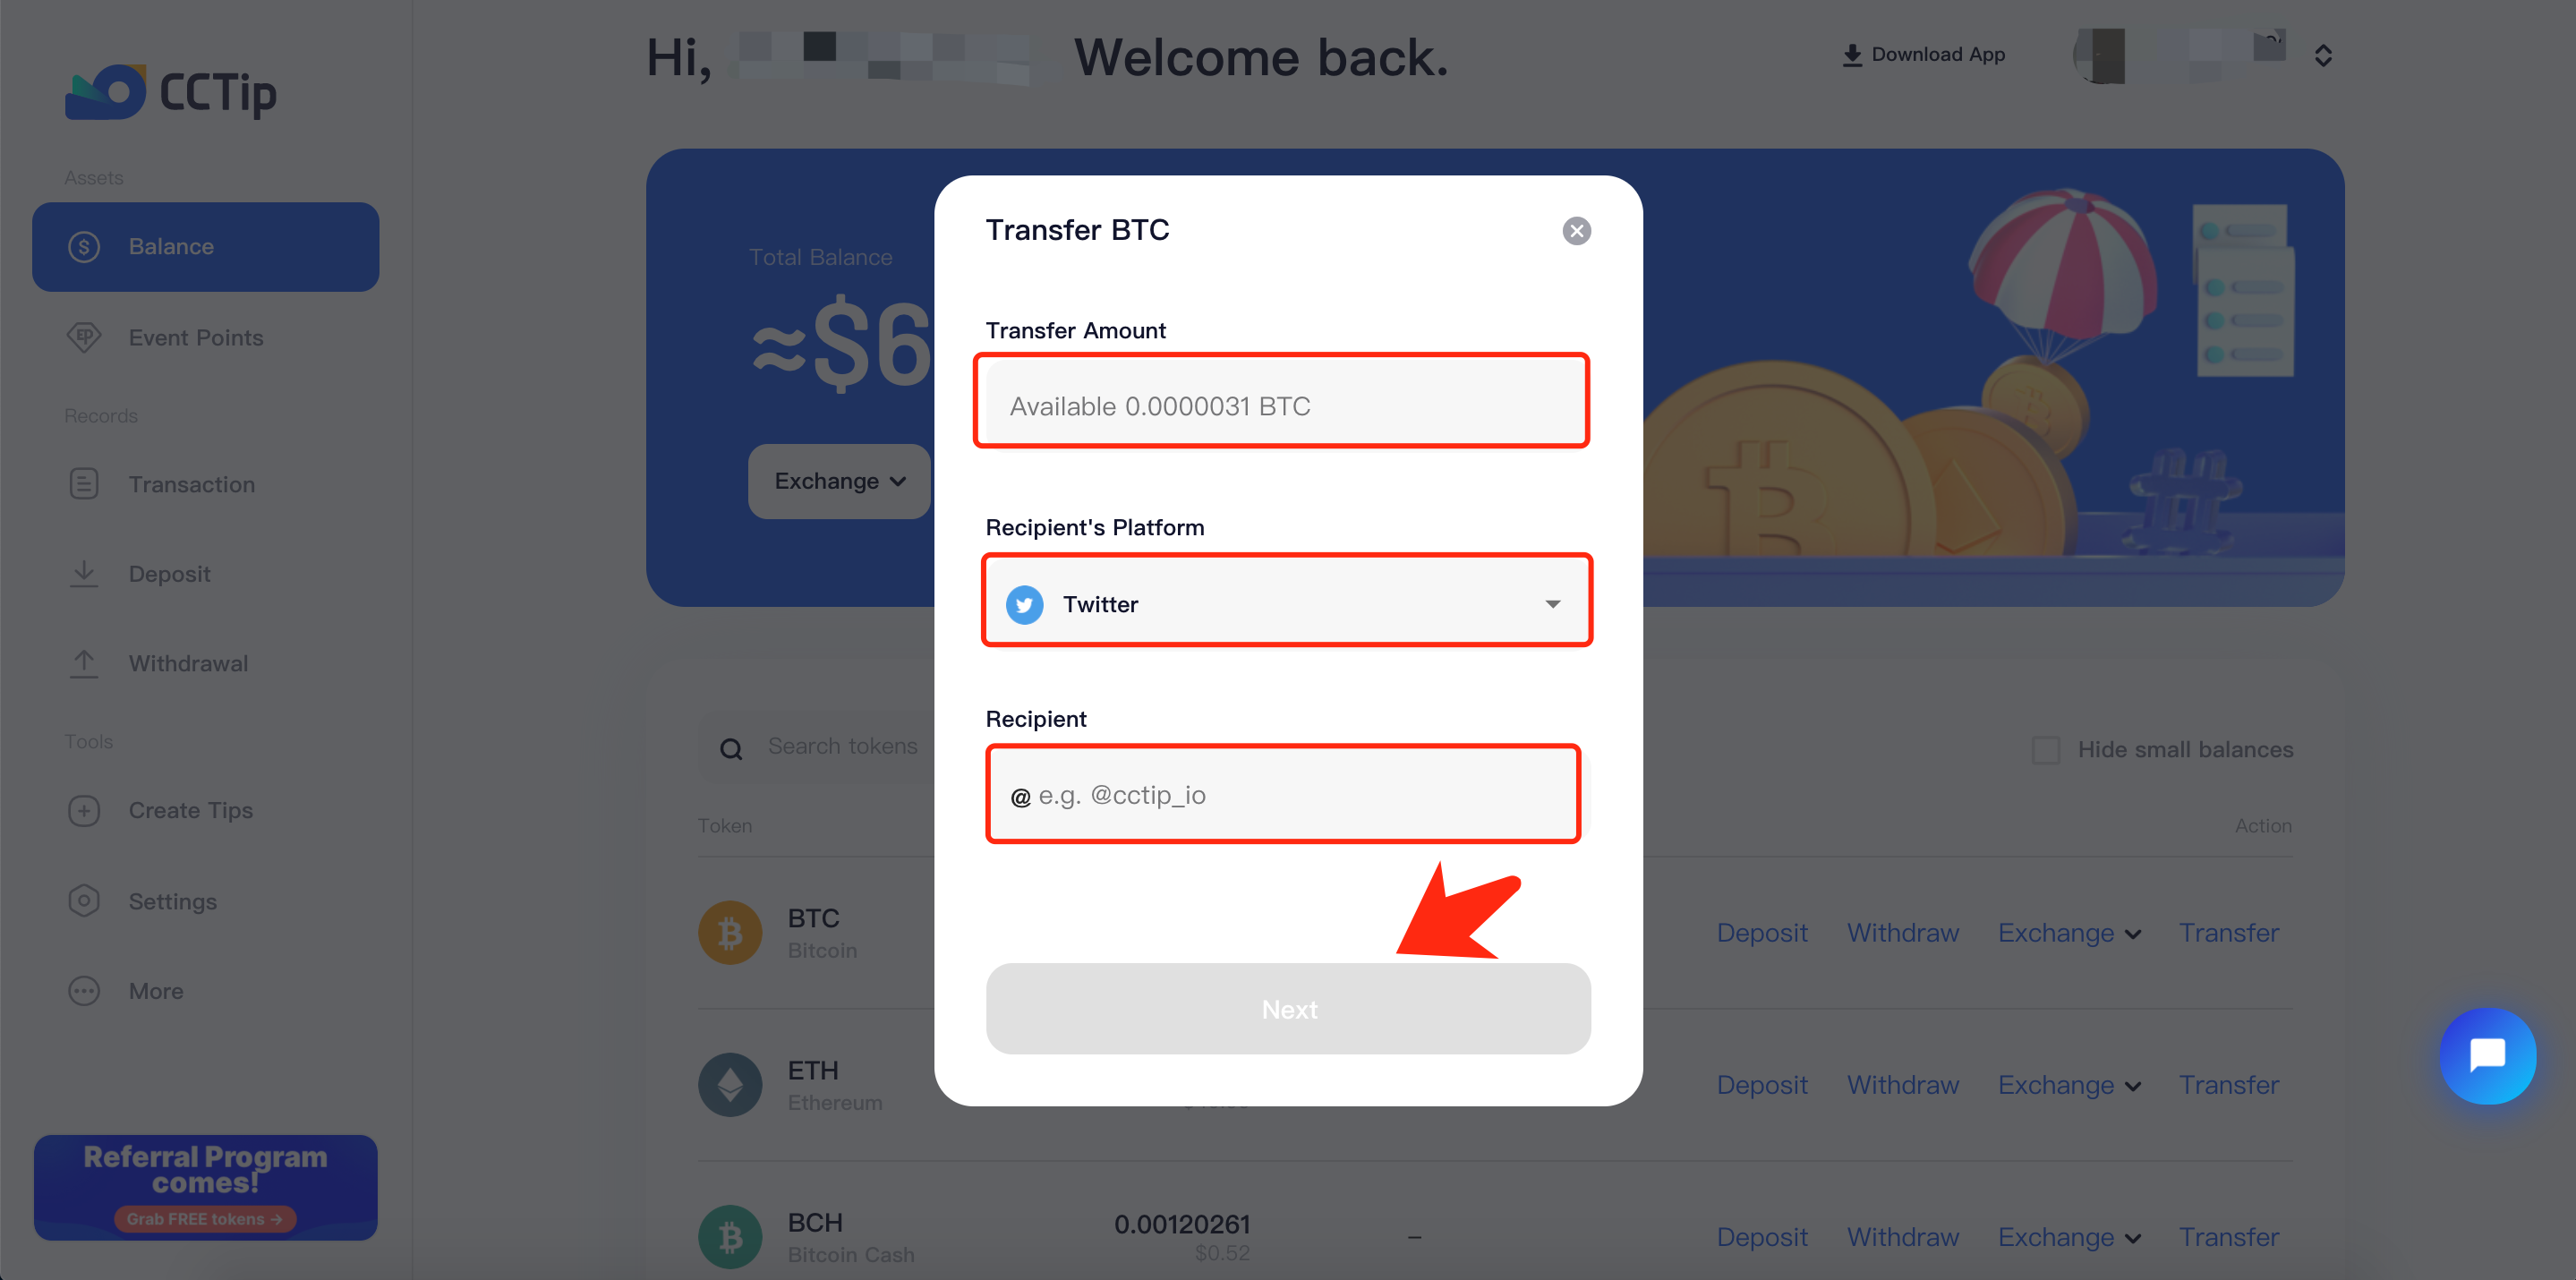 CCTip
Assets
Balance
Event Points
Records
Transaction
Deposit
Withdrawal
Tools
Create Tips
Settings
More
Referral Program
comes!
Grab FREE tokens →
Hi,
Welcome back.
Download App
Total Balance
≈$6
Exchange
Transfer BTC
Transfer Amount
Available 0.0000031 BTC
Recipient's Platform
Twitter
Recipient
@ e.g. @cctip_io
Next
Search tokens
Hide small balances
Token
Action
BTC
Bitcoin
Deposit Withdraw Exchange Transfer
ETH
Ethereum
Deposit Withdraw Exchange Transfer
BCH
Bitcoin Cash
0.00120261
$0.52
–
Deposit Withdraw Exchange Transfer